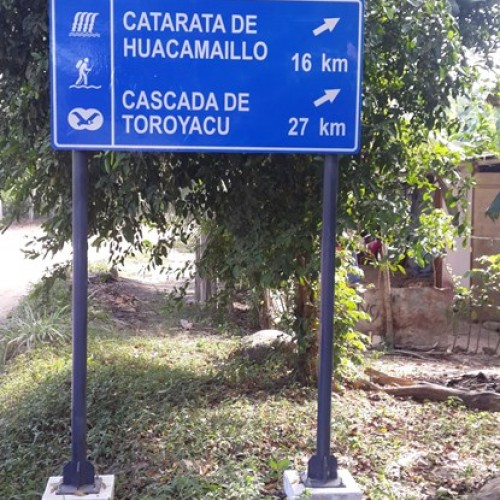 CATARATA DE
HUACAMAILLO
16 km
CASCADA DE
TOROYACU
27 km